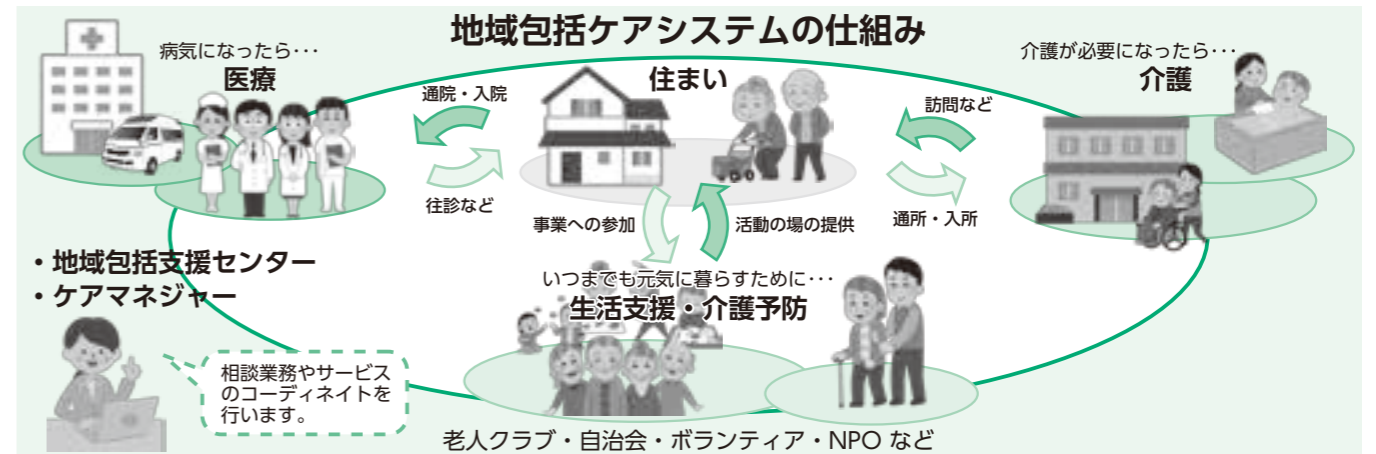 地域包括ケアシステムの仕組み
病気になったら･･･
医療
通院・入院
往診など
住まい
介護が必要になったら･･･
介護
訪問など
通所・入所
事業への参加
活動の場の提供
いつまでも元気に暮らすために･･･
生活支援・介護予防
・地域包括支援センター
・ケアマネジャー
相談業務やサービス
のコーディネイトを
行います。
老人クラブ・自治会・ボランティア・NPO など